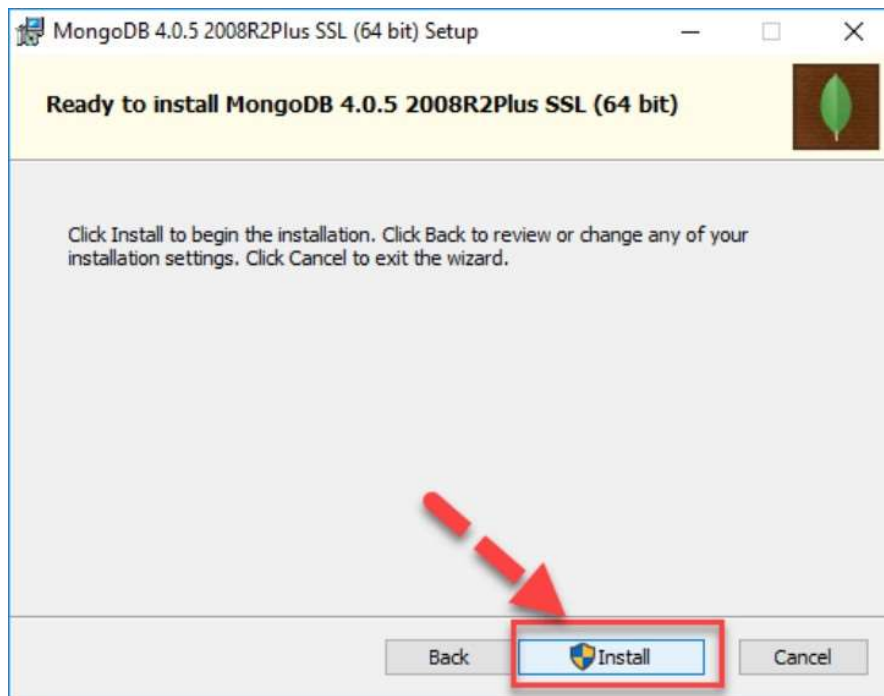 MongoDB 4.0.5 2008R2Plus SSL (64 bit) Setup
Ready to install MongoDB 4.0.5 2008R2Plus SSL (64 bit)
Click Install to begin the installation. Click Back to review or change any of your
installation settings. Click Cancel to exit the wizard.
Back
Install
Cancel